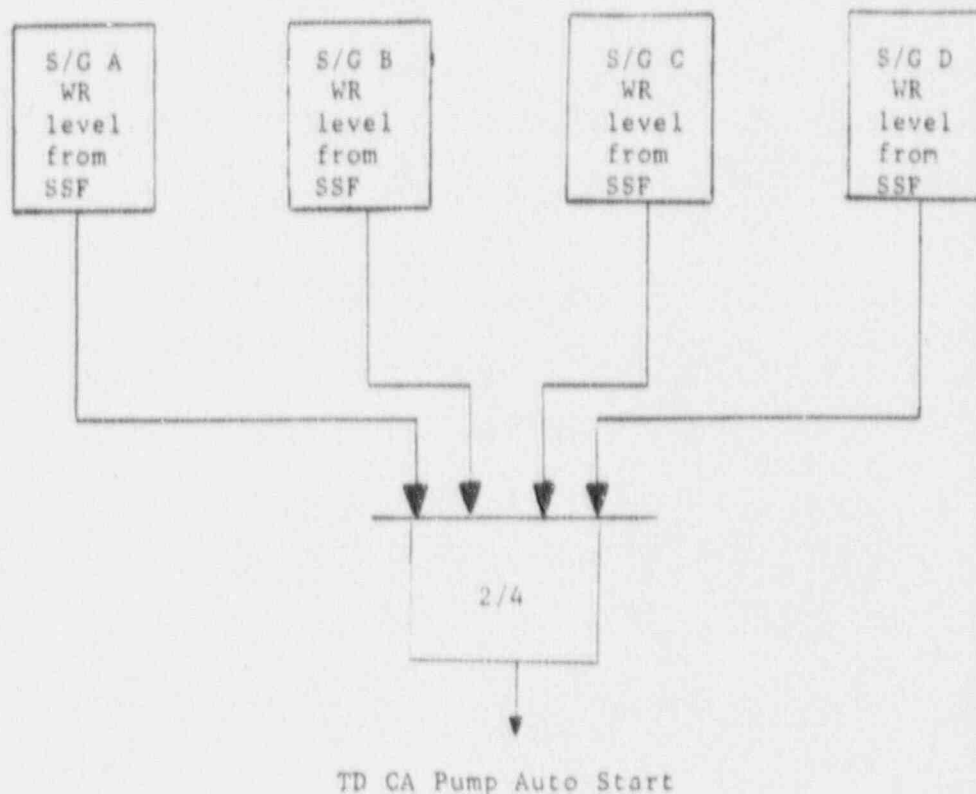 S/G A
WR
level
from
SSF
S/G B
WR
level
from
SSF
S/G C
WR
level
from
SSF
S/G D
WR
level
from
SSF
2/4
TD CA Pump Auto Start